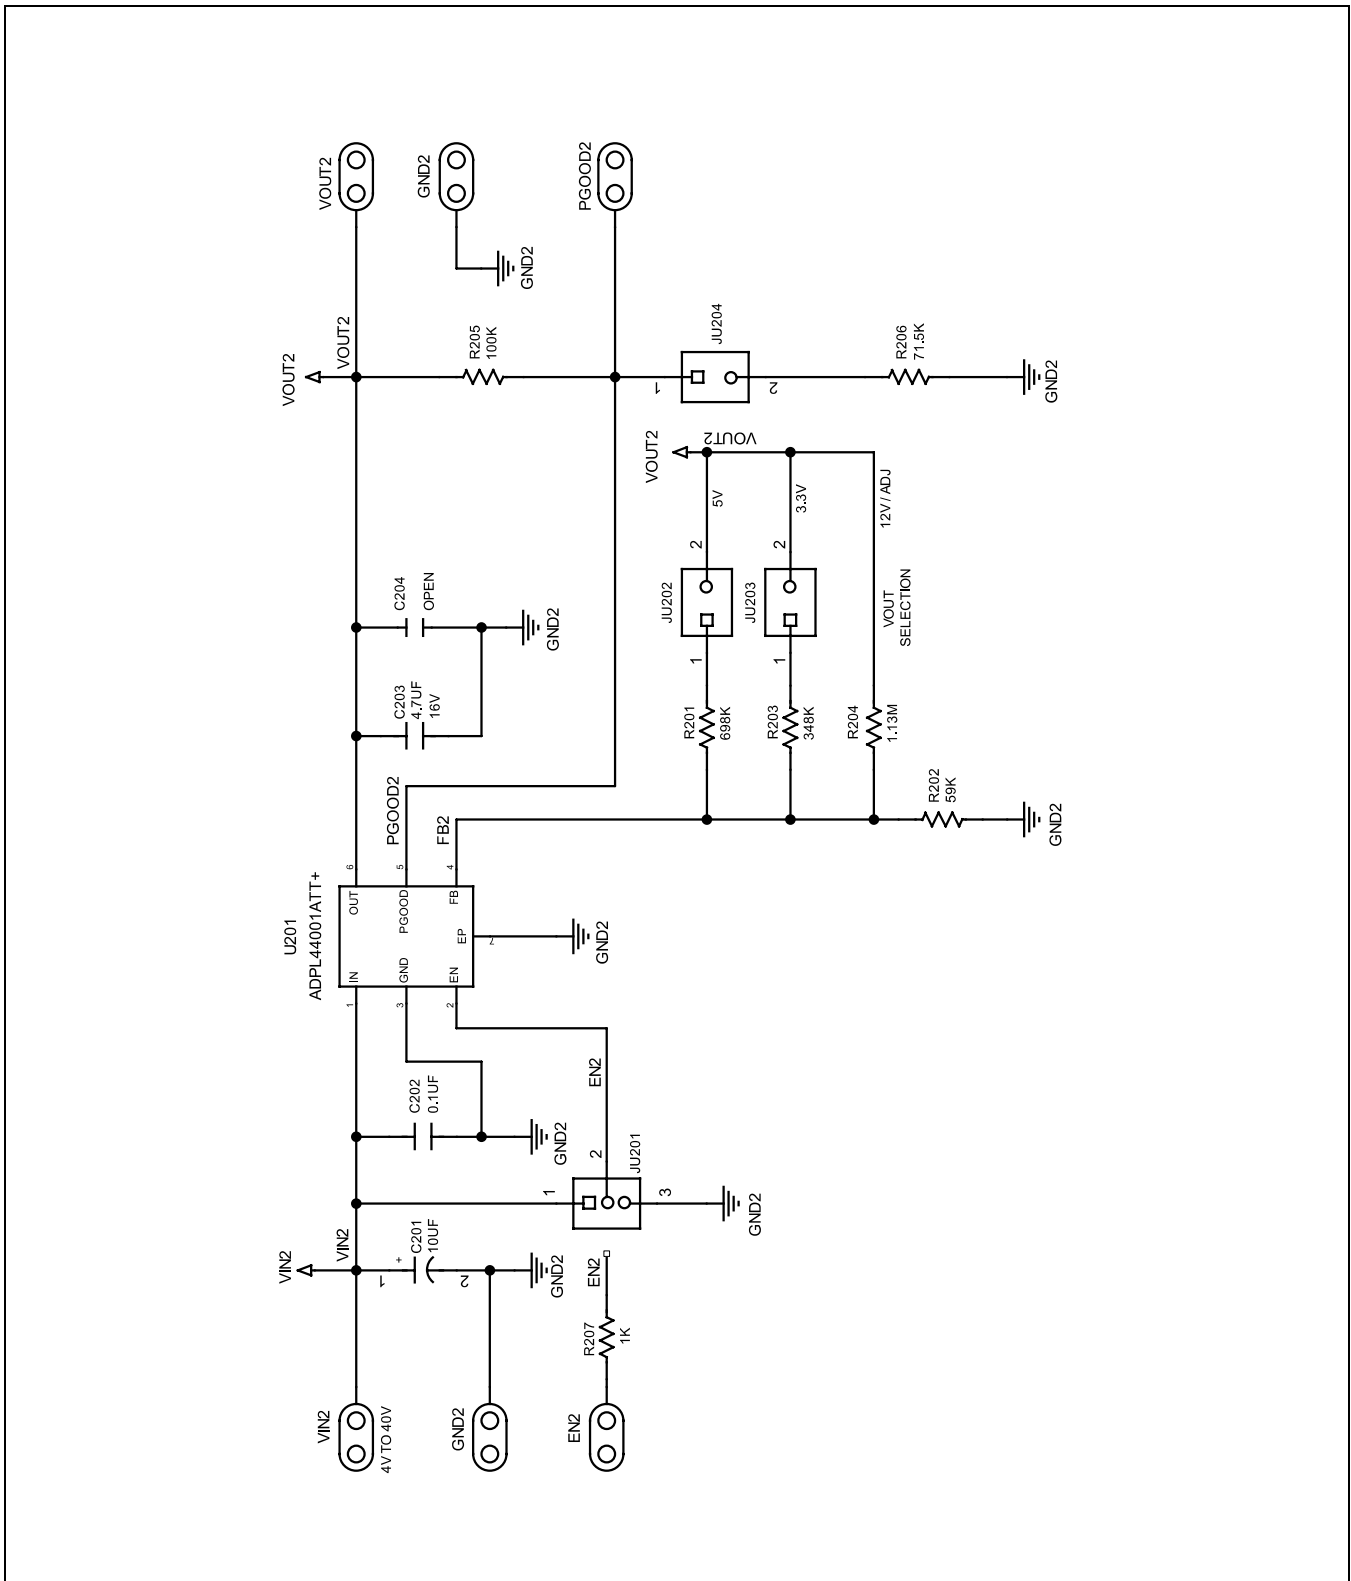 VIN2
4V TO 40V
GND2
EN2
VIN2
VIN2
1
+
C201
10UF
2
GND2
EN2
R207
1K
1
2
3
JU201
GND2
EN2
C202
0.1UF
GND2
U201
ADPL44001ATT+
1
IN
3
GND
2
EN
6
OUT
5
PGOOD
4
FB
EP
7
GND2
PGOOD2
FB2
C203
4.7UF
16V
C204
OPEN
GND2
R201
698K
R203
348K
R204
1.13M
R202
59K
GND2
1
JU202
2
5V
1
JU203
2
3.3V
12V / ADJ
VOUT
SELECTION
VOUT2
VOUT2
VOUT2
VOUT2
R205
100K
1
JU204
2
R206
71.5K
GND2
VOUT2
GND2
GND2
PGOOD2